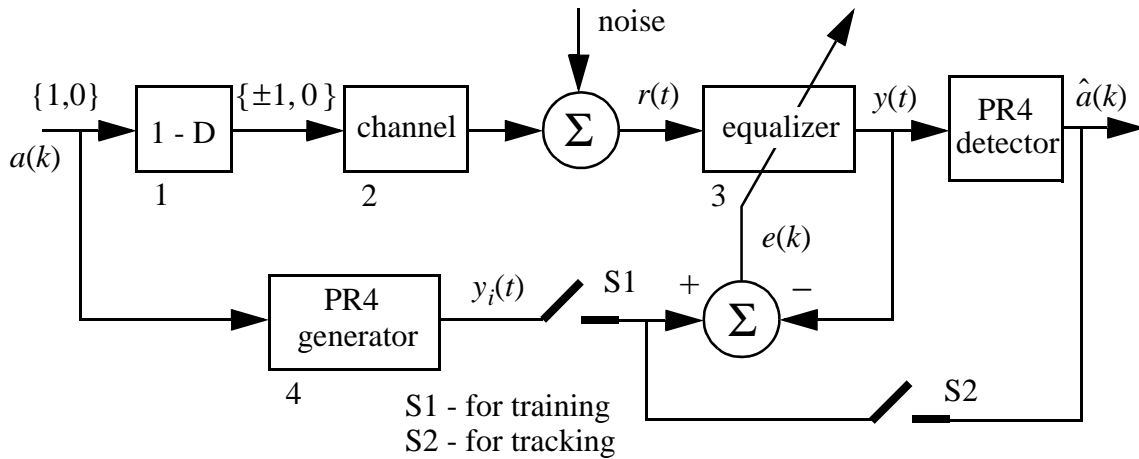 noise
{1,0}
{±1, 0}
r(t)
y(t)
â(k)
a(k)
1 - D
channel
Σ
equalizer
PR4
detector
1
2
3
e(k)
PR4
generator
y_i(t)
S1
+
−
Σ
4
S1 - for training
S2 - for tracking
S2